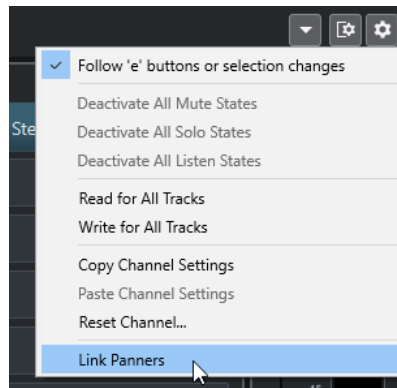 Follow 'e' buttons or selection changes
Deactivate All Mute States
Ste
Deactivate All Solo States
Deactivate All Listen States
Read for All Tracks
Write for All Tracks
Copy Channel Settings
Paste Channel Settings
Reset Channel...
Link Panners